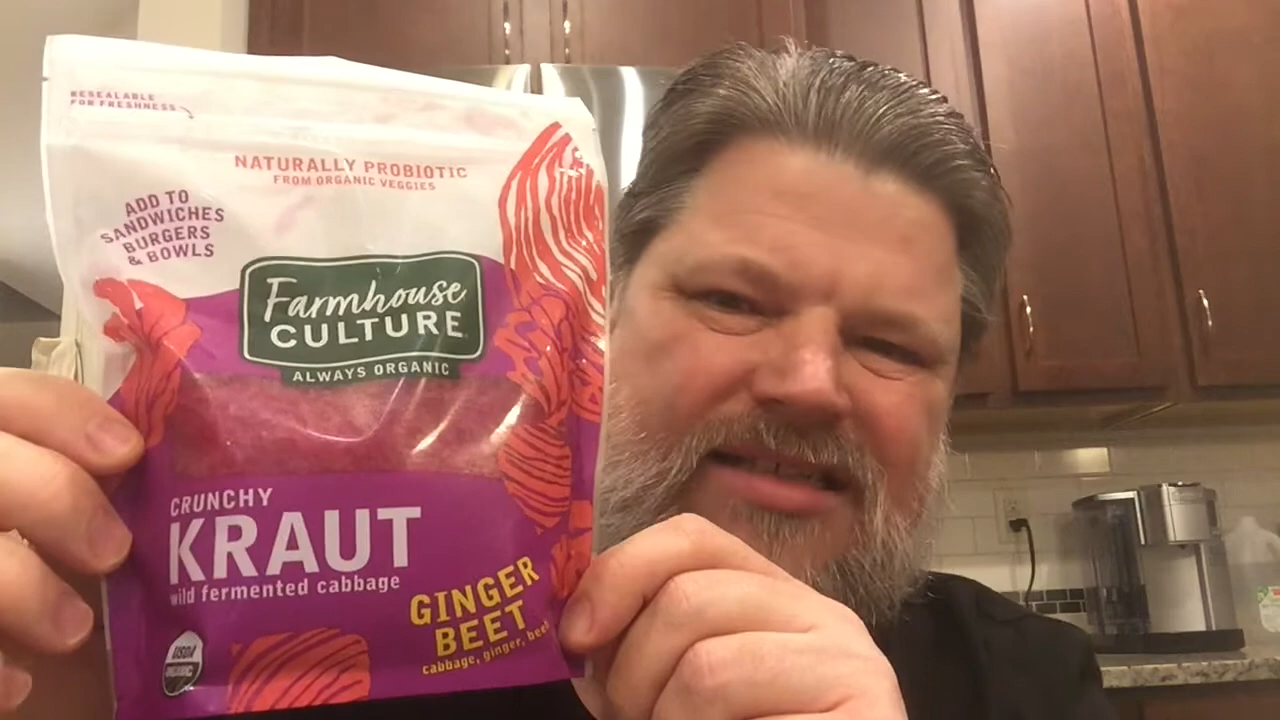 RESEALABLE
FOR FRESHNESS
NATURALLY PROBIOTIC
FROM ORGANIC VEGGIES
ADD TO
SANDWICHES
BURGERS
& BOWLS
Farmhouse
CULTURE
ALWAYS ORGANIC
CRUNCHY
KRAUT
wild fermented cabbage
GINGER
BEET
cabbage, ginger, beet
USDA
ORGANIC